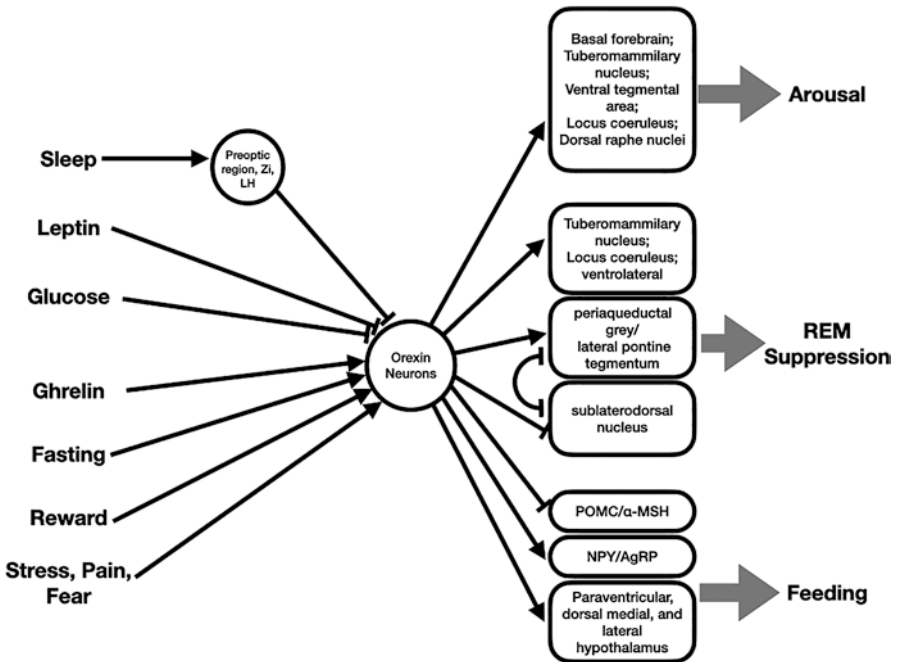 Sleep
Leptin
Glucose
Ghrelin
Fasting
Reward
Stress, Pain,
Fear
Preoptic
region, Zi,
LH
Orexin
Neurons
Basal forebrain;
Tuberomammilary
nucleus;
Ventral tegmental
area;
Locus coeruleus;
Dorsal raphe nuclei
Arousal
Tuberomammilary
nucleus;
Locus coeruleus;
ventrolateral
periaqueductal
grey/
lateral pontine
tegmentum
sublaterodorsal
nucleus
REM
Suppression
POMC/α-MSH
NPY/AgRP
Paraventricular,
dorsal medial, and
lateral
hypothalamus
Feeding